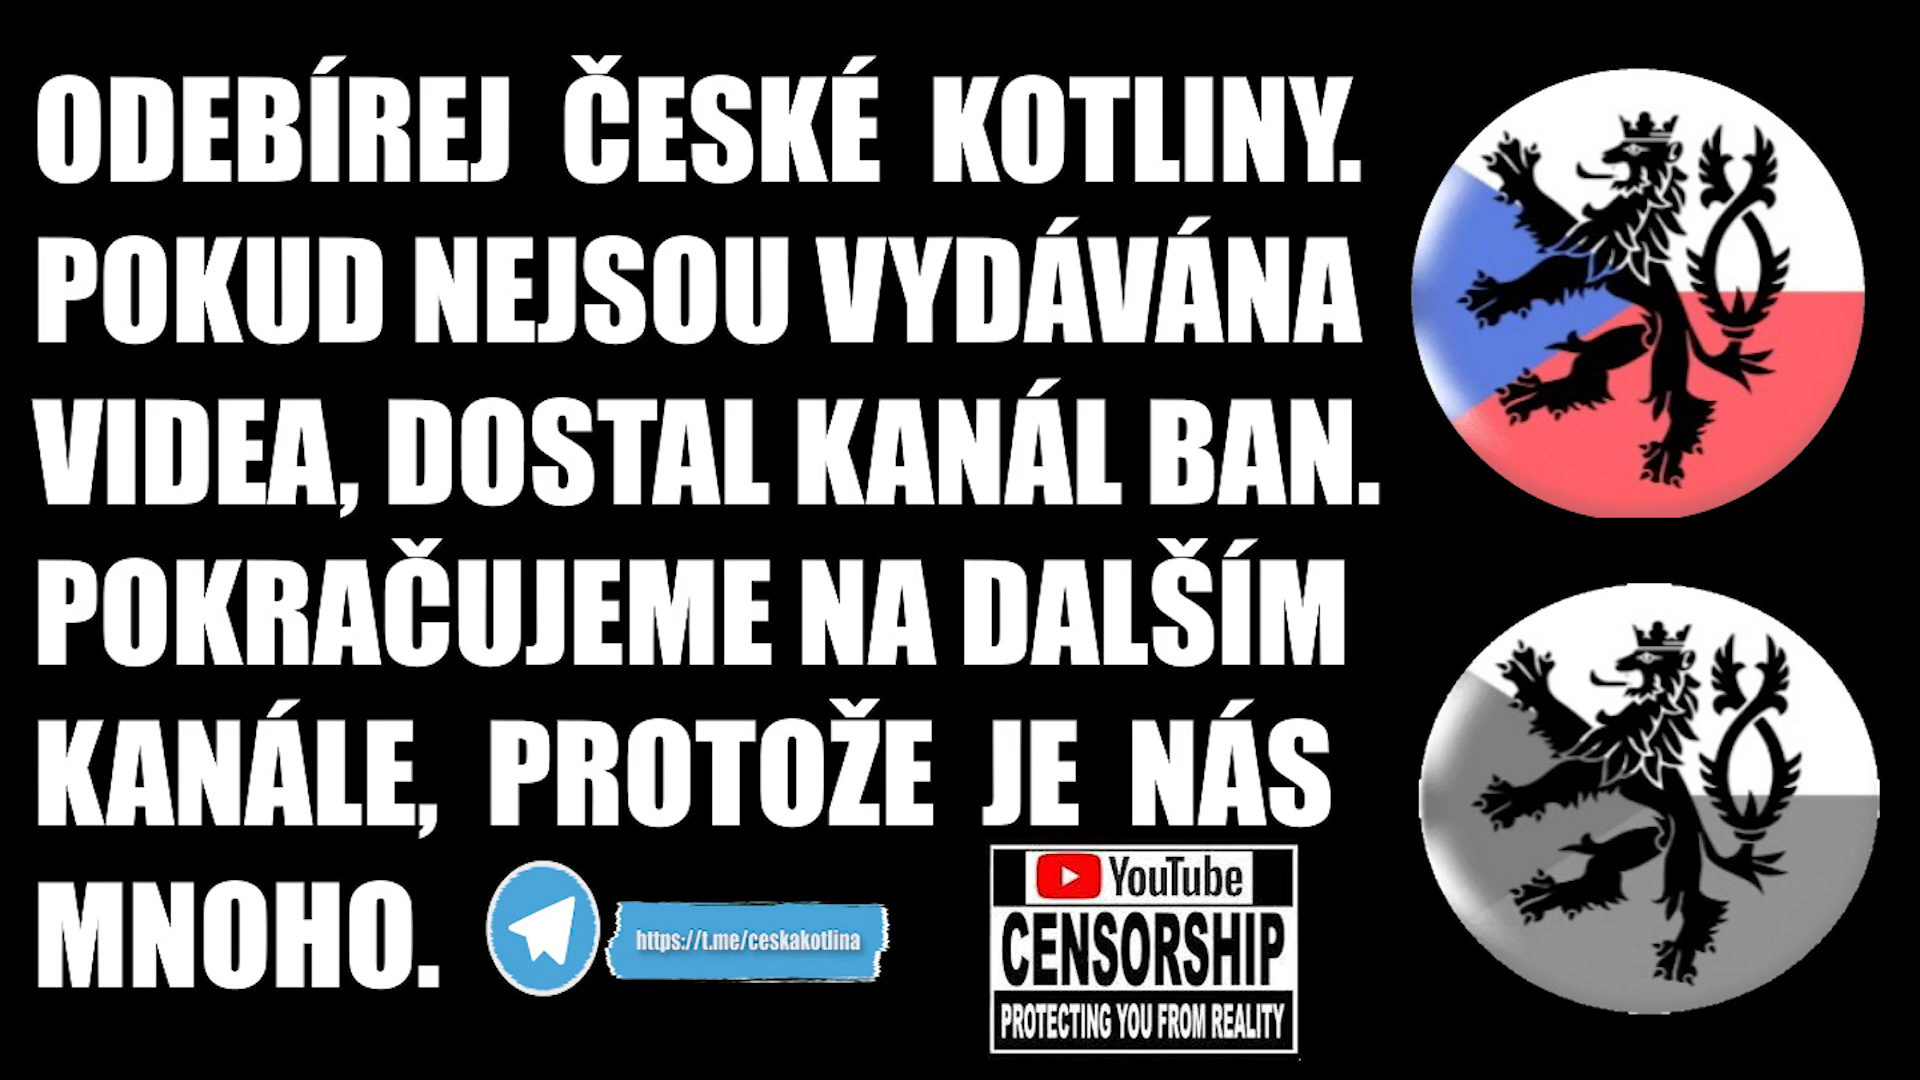 ODEBÍREJ ČESKÉ KOTLINY.
POKUD NEJSOU VYDÁVÁNA
VIDEA, DOSTAL KANÁL BAN.
POKRAČUJEME NA DALŠÍM
KANÁLE, PROTOŽE JE NÁS
MNOHO.
https://t.me/ceskakotlina
YouTube
CENSORSHIP
PROTECTING YOU FROM REALITY